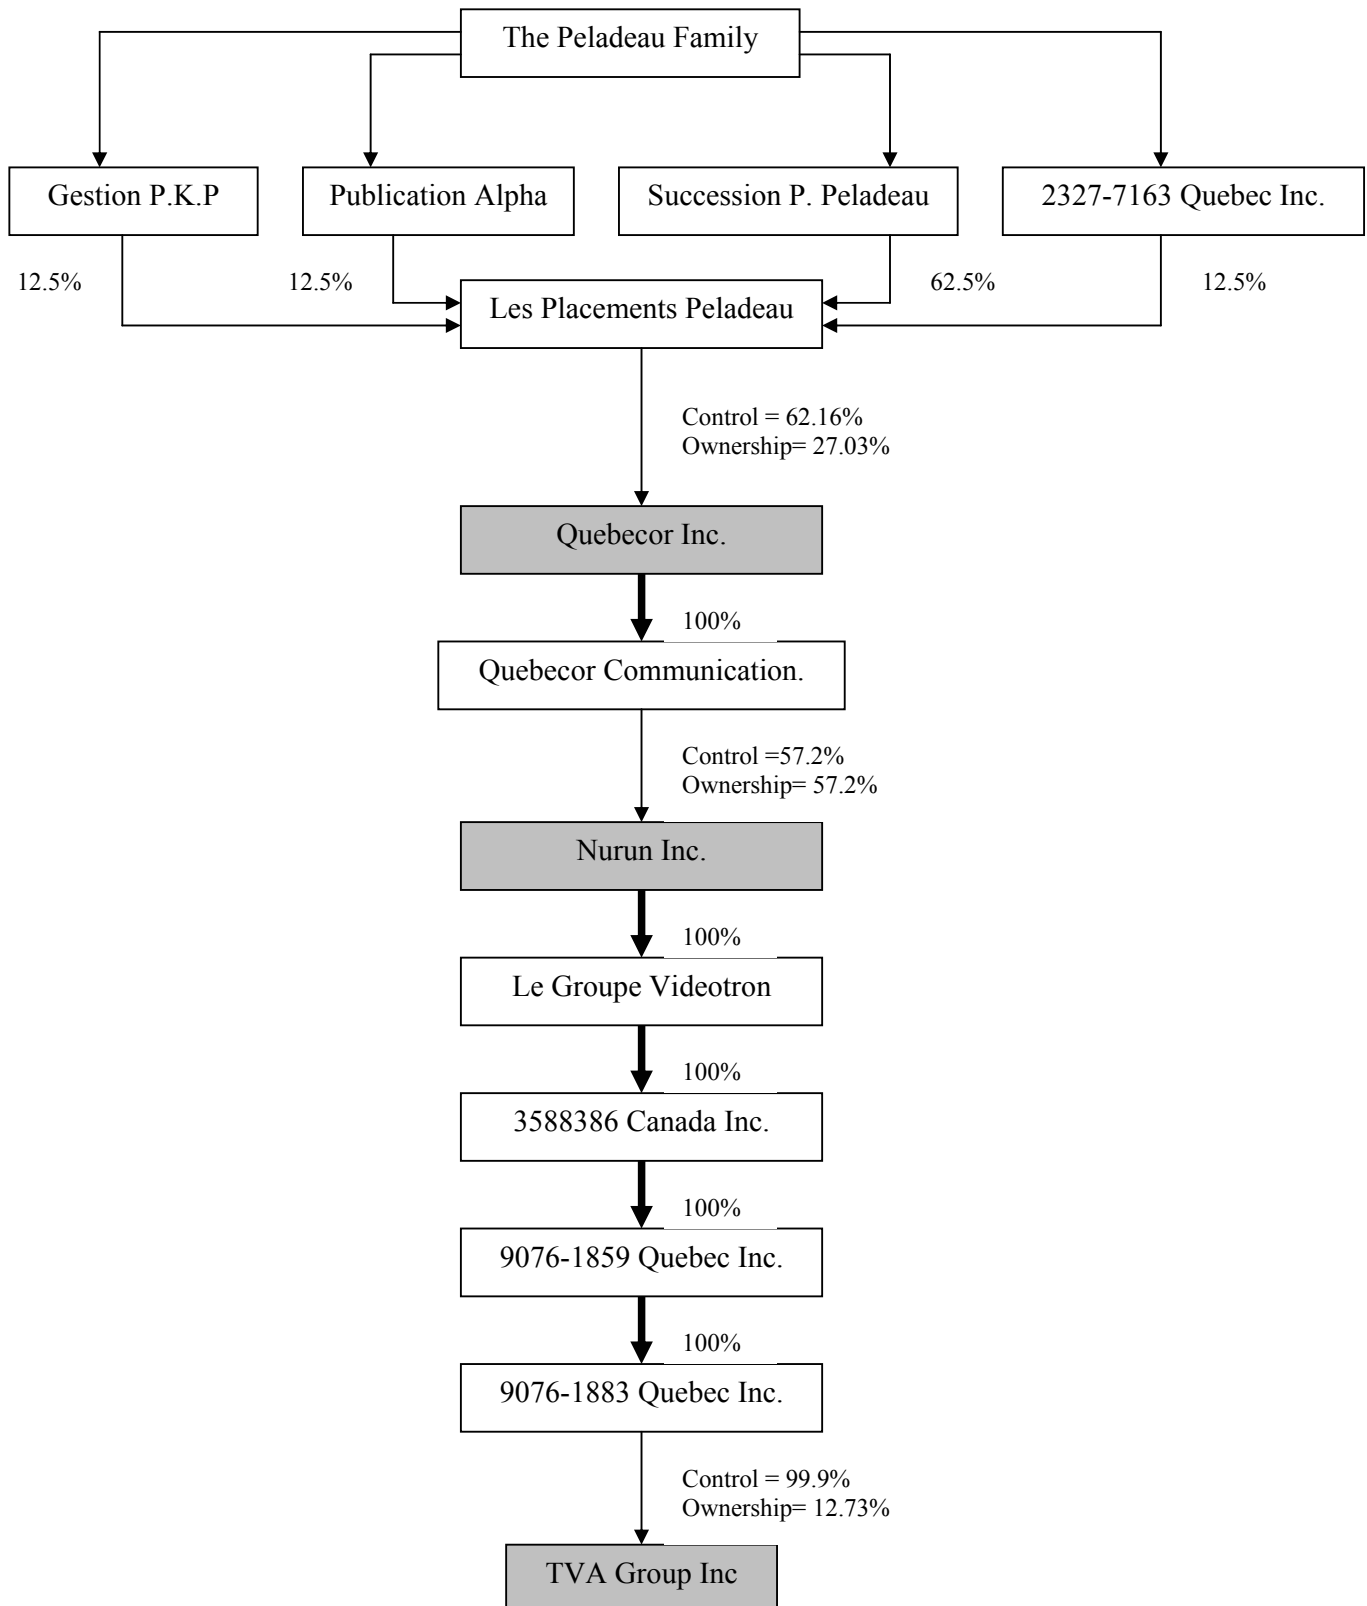 The Peladeau Family
Gestion P.K.P
Publication Alpha
Succession P. Peladeau
2327-7163 Quebec Inc.
12.5%
12.5%
62.5%
12.5%
Les Placements Peladeau
Control = 62.16%
Ownership= 27.03%
Quebecor Inc.
100%
Quebecor Communication.
Control =57.2%
Ownership= 57.2%
Nurun Inc.
100%
Le Groupe Videotron
100%
3588386 Canada Inc.
100%
9076-1859 Quebec Inc.
100%
9076-1883 Quebec Inc.
Control = 99.9%
Ownership= 12.73%
TVA Group Inc